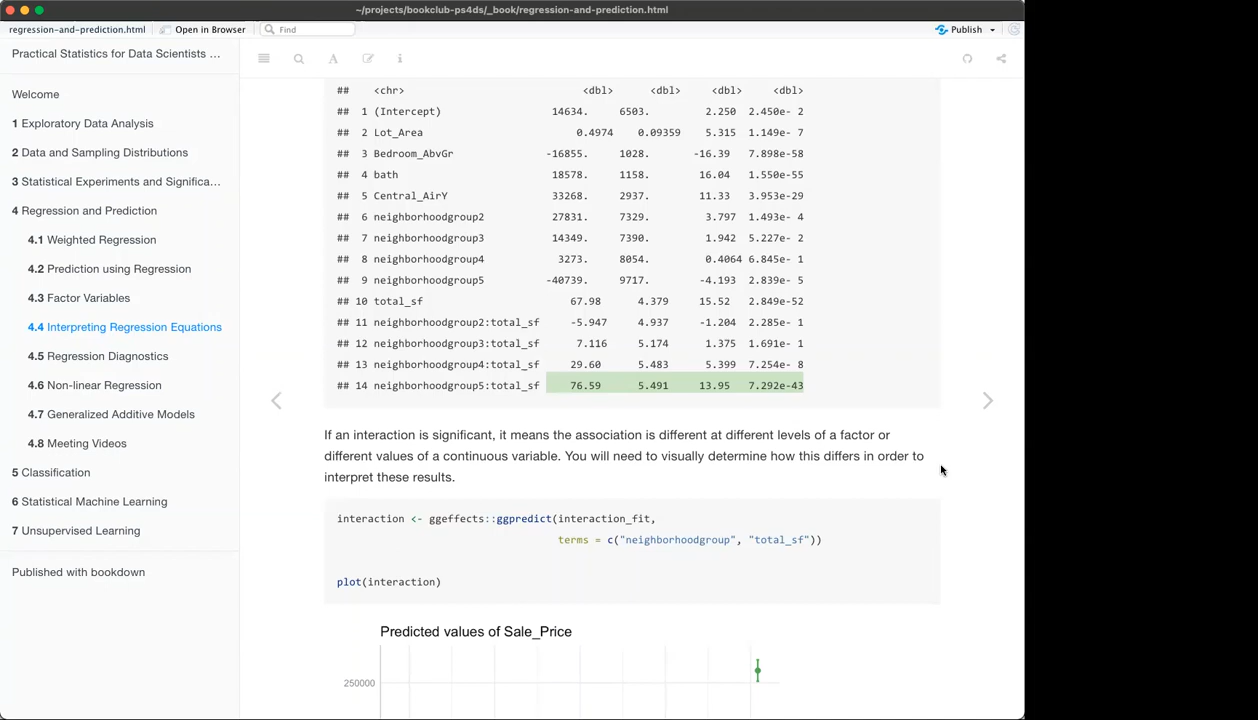 ~/projects/bookclub-ps4ds/_book/regression-and-prediction.html
regression-and-prediction.html
Open in Browser
Find
Publish
Practical Statistics for Data Scientists ...
Welcome
1 Exploratory Data Analysis
2 Data and Sampling Distributions
3 Statistical Experiments and Significa...
4 Regression and Prediction
4.1 Weighted Regression
4.2 Prediction using Regression
4.3 Factor Variables
4.4 Interpreting Regression Equations
4.5 Regression Diagnostics
4.6 Non-linear Regression
4.7 Generalized Additive Models
4.8 Meeting Videos
5 Classification
6 Statistical Machine Learning
7 Unsupervised Learning
Published with bookdown
## <chr> <dbl> <dbl> <dbl> <dbl>
## 1 (Intercept) 14634. 6503. 2.250 2.450e- 2
## 2 Lot_Area 0.4974 0.09359 5.315 1.149e- 7
## 3 Bedroom_AbvGr -16855. 1028. -16.39 7.898e-58
## 4 bath 18578. 1158. 16.04 1.550e-55
## 5 Central_AirY 33268. 2937. 11.33 3.953e-29
## 6 neighborhoodgroup2 27831. 7329. 3.797 1.493e- 4
## 7 neighborhoodgroup3 14349. 7390. 1.942 5.227e- 2
## 8 neighborhoodgroup4 3273. 8054. 0.4064 6.845e- 1
## 9 neighborhoodgroup5 -40739. 9717. -4.193 2.839e- 5
## 10 total_sf 67.98 4.379 15.52 2.849e-52
## 11 neighborhoodgroup2:total_sf -5.947 4.937 -1.204 2.285e- 1
## 12 neighborhoodgroup3:total_sf 7.116 5.174 1.375 1.691e- 1
## 13 neighborhoodgroup4:total_sf 29.60 5.483 5.399 7.254e- 8
## 14 neighborhoodgroup5:total_sf 76.59 5.491 13.95 7.292e-43
If an interaction is significant, it means the association is different at different levels of a factor or
different values of a continuous variable. You will need to visually determine how this differs in order to
interpret these results.
interaction <- ggeffects::ggpredict(interaction_fit,
terms = c("neighborhoodgroup", "total_sf"))
plot(interaction)
Predicted values of Sale_Price
250000